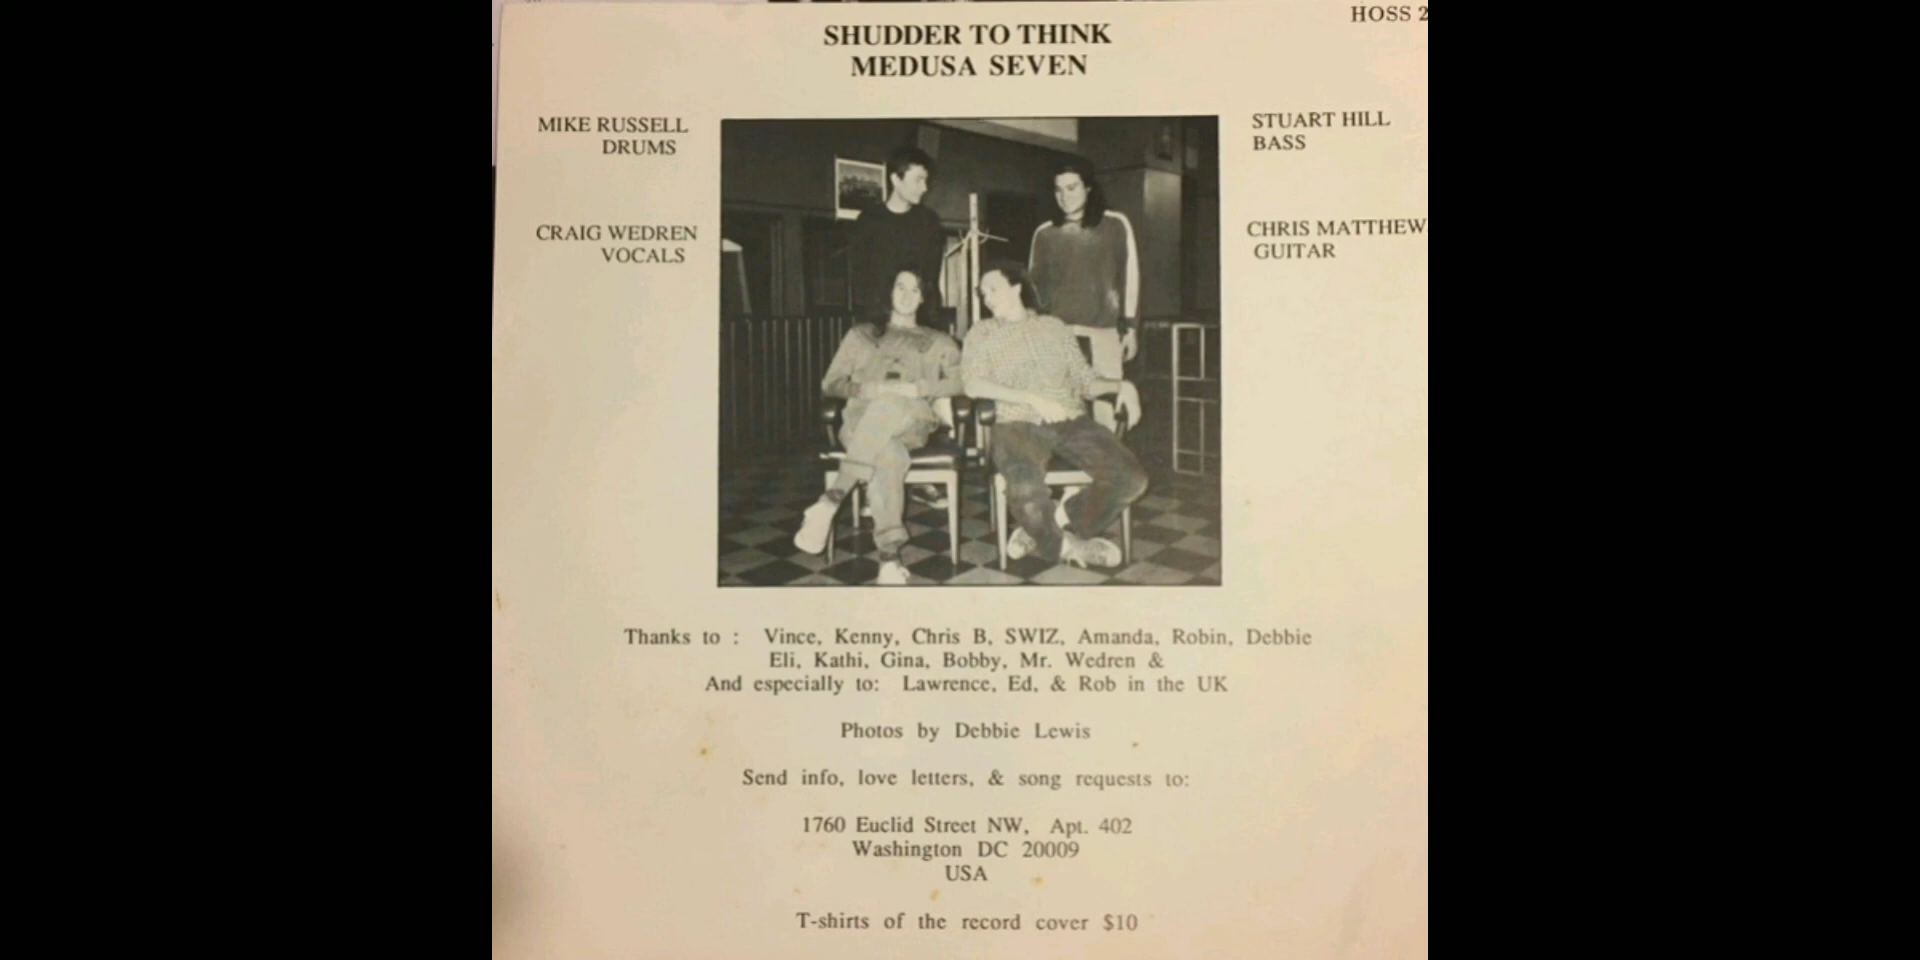 HOSS 2
SHUDDER TO THINK
MEDUSA SEVEN
MIKE RUSSELL
DRUMS
STUART HILL
BASS
CRAIG WEDREN
VOCALS
CHRIS MATTHEW
GUITAR
Thanks to : Vince, Kenny, Chris B, SWIZ, Amanda, Robin, Debbie
Eli, Kathi, Gina, Bobby, Mr. Wedren &
And especially to: Lawrence, Ed, & Rob in the UK
Photos by Debbie Lewis
Send info, love letters, & song requests to:
1760 Euclid Street NW, Apt. 402
Washington DC 20009
USA
T-shirts of the record cover $10